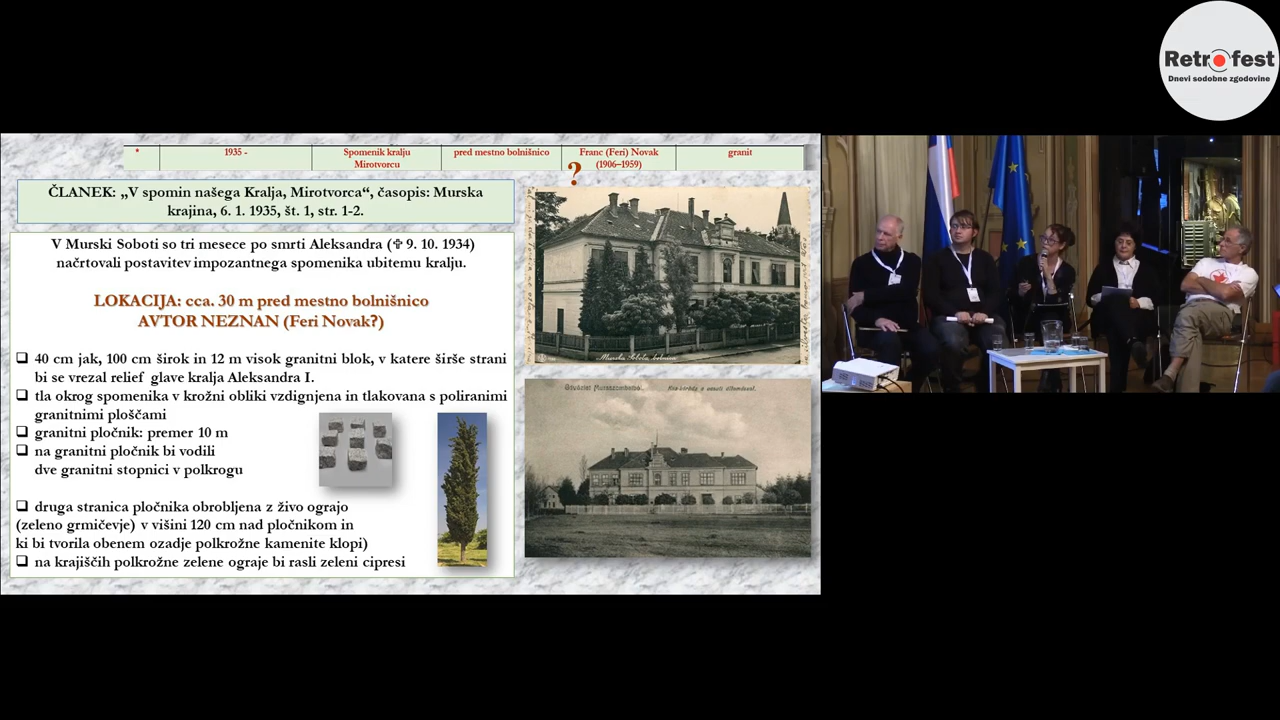 Retrofest
Dnevi sodobne zgodovine
* 1935 - Spomenik kralju pred mestno bolnišnico Franc (Feri) Novak granit
Mirotvorcu (1906–1959)
?
ČLANEK: „V spomin našega Kralja, Mirotvorca“, časopis: Murska
krajina, 6. 1. 1935, št. 1, str. 1-2.
V Murski Soboti so tri mesece po smrti Aleksandra (✞ 9. 10. 1934)
načrtovali postavitev impozantnega spomenika ubitemu kralju.
LOKACIJA: cca. 30 m pred mestno bolnišnico
AVTOR NEZNAN (Feri Novak?)
❑ 40 cm jak, 100 cm širok in 12 m visok granitni blok, v katere širše strani
bi se vrezal relief glave kralja Aleksandra I.
❑ tla okrog spomenika v krožni obliki vzdignjena in tlakovana s poliranimi
granitnimi ploščami
❑ granitni pločnik: premer 10 m
❑ na granitni pločnik bi vodili
dve granitni stopnici v polkrogu
❑ druga stranica pločnika obrobljena z živo ograjo
(zeleno grmičevje) v višini 120 cm nad pločnikom in
ki bi tvorila obenem ozadje polkrožne kamenite klopi)
❑ na krajiščih polkrožne zelene ograje bi rasli zeleni cipresi
Murska Sobota, bolnica
Üdvözlet Muraszombatból.